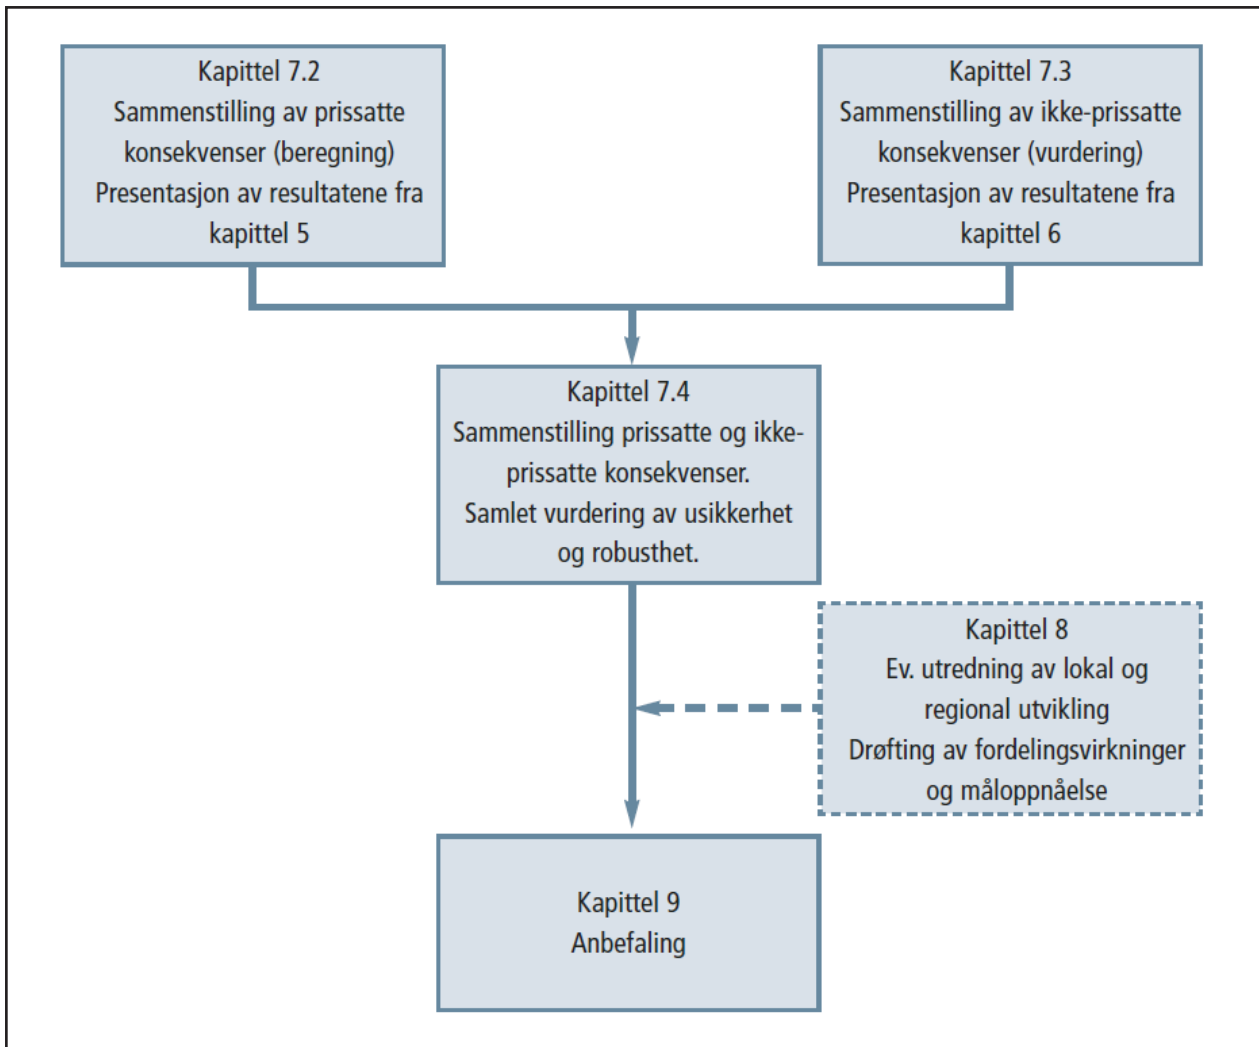 Kapittel 7.2
Sammenstilling av prissatte
konsekvenser (beregning)
Presentasjon av resultatene fra
kapittel 5
Kapittel 7.3
Sammenstilling av ikke-prissatte
konsekvenser (vurdering)
Presentasjon av resultatene fra
kapittel 6
Kapittel 7.4
Sammenstilling prissatte og ikke-
prissatte konsekvenser.
Samlet vurdering av usikkerhet
og robusthet.
Kapittel 8
Ev. utredning av lokal og
regional utvikling
Drøfting av fordelingsvirkninger
og måloppnåelse
Kapittel 9
Anbefaling